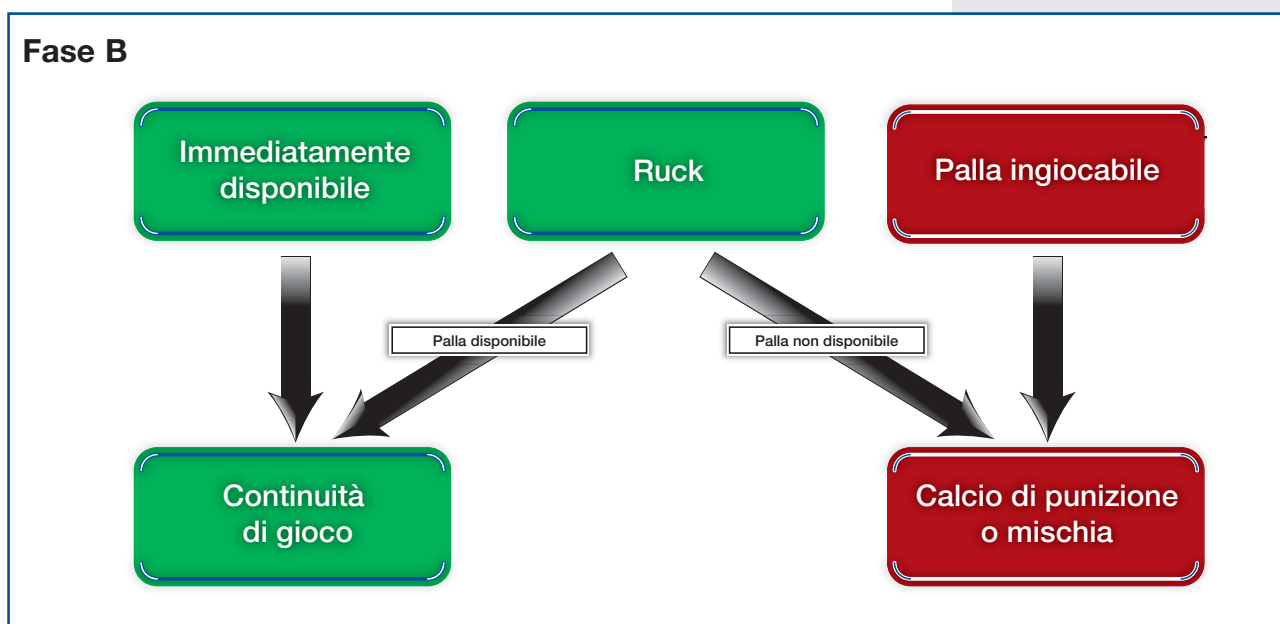 Fase B
Immediatamente
disponibile
Ruck
Palla ingiocabile
Palla disponibile
Palla non disponibile
Continuità
di gioco
Calcio di punizione
o mischia